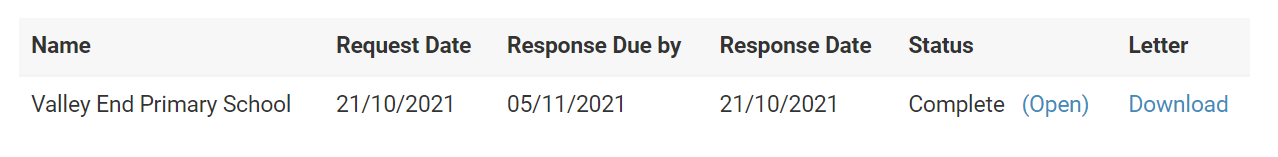 Name Request Date Response Due by Response Date Status Letter
Valley End Primary School 21/10/2021 05/11/2021 21/10/2021 Complete (Open) Download